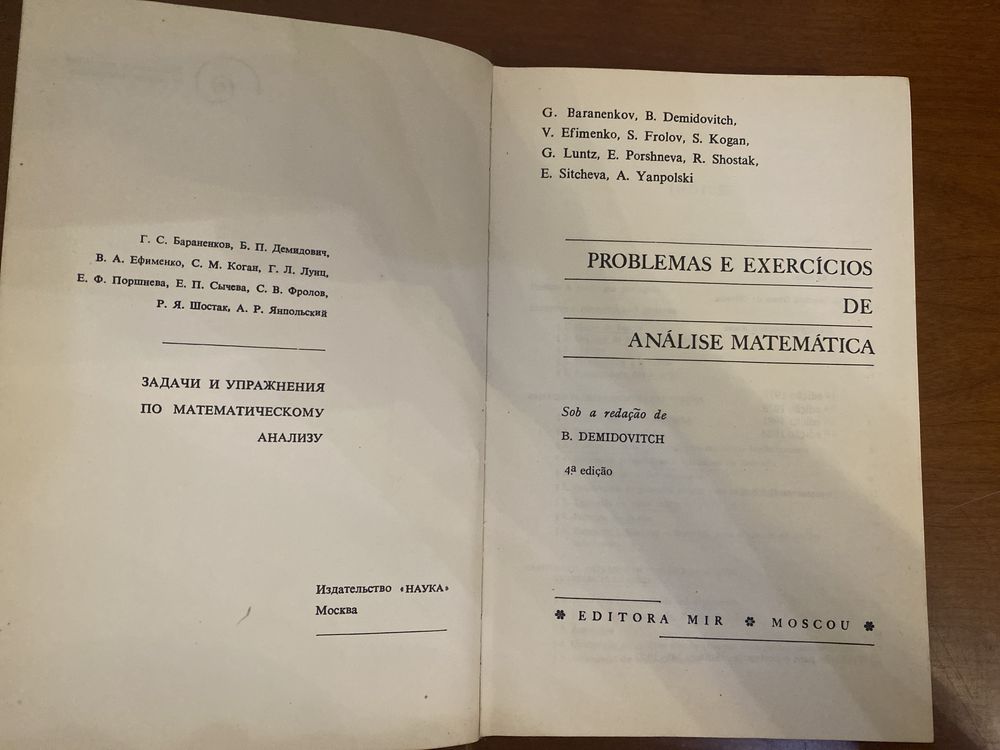 Г. С. Бараненков, Б. П. Демидович,
В. А. Ефименко, С. М. Коган, Г. Л. Лунц,
Е. Ф. Поршнева, Е. П. Сычева, С. В. Фролов,
Р. Я. Шостак, А. Р. Янпольский
ЗАДАЧИ И УПРАЖНЕНИЯ
ПО МАТЕМАТИЧЕСКОМУ
АНАЛИЗУ
Издательство «НАУКА»
Москва
G. Baranenkov, B. Demidovitch,
V. Efimenko, S. Frolov, S. Kogan,
G. Luntz, E. Porshneva, R. Shostak,
E. Sitcheva, A. Yanpolski
PROBLEMAS E EXERCÍCIOS
DE
ANÁLISE MATEMÁTICA
Sob a redação de
B. DEMIDOVITCH
4ª edição
EDITORA MIR MOSCOU